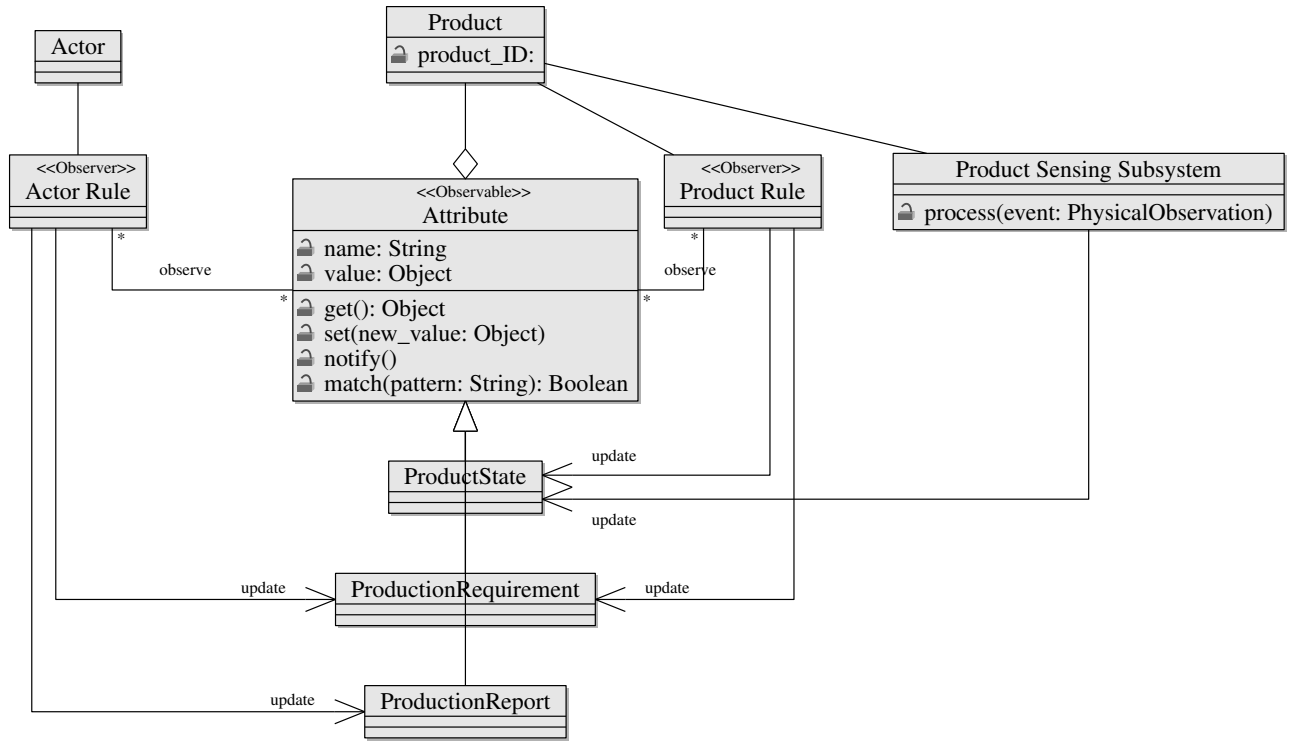 Product
product_ID:
Actor
<<Observer>>
Actor Rule
<<Observable>>
Attribute
name: String
value: Object
get(): Object
set(new_value: Object)
notify()
match(pattern: String): Boolean
<<Observer>>
Product Rule
Product Sensing Subsystem
process(event: PhysicalObservation)
*
observe
*
*
observe
*
ProductState
update
update
ProductionRequirement
update
update
ProductionReport
update